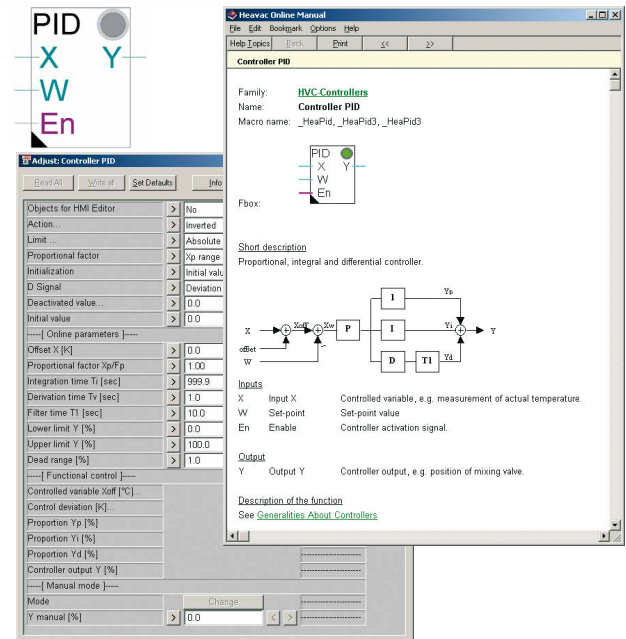 PID
X Y
W
En
Adjust: Controller PID
Read All Write all Set Defaults Info
Objects for HMI Editor > No
Action... > Inverted
Limit ... > Absolute
Proportional factor > Xp range
Initialization > Initial valu
D Signal > Deviation
Deactivated value... > 0.0
Initial value > 0.0
-----[ Online parameters ]-----
Offset X [K] > 0.0
Proportional factor Xp/Fp > 1.00
Integration time Ti [sec] > 999.9
Derivation time Tv [sec] > 1.0
Filter time T1 [sec] > 10.0
Lower limit Y [%] > 0.0
Upper limit Y [%] > 100.0
Dead range [%] > 1.0
-----[ Functional control ]-----
Controlled variable Xoff [°C]...
Control deviation [K]...
Proportion Yp [%]
Proportion Yi [%]
Proportion Yd [%]
Controller output Y [%]
-----[ Manual mode ]-----
Mode Change
Y manual [%] > 0.0 < >
Heavac Online Manual
File Edit Bookmark Options Help
Help Topics Back Print << >>
Controller PID
Family: HVC-Controllers
Name: Controller PID
Macro name: _HeaPid, _HeaPid3, _HeaPid3
PID
X Y
W
En
Fbox:
Short description
Proportional, integral and differential controller.
1 Yp
X Xoff Xw P I Yi Y
offset
W D T1 Yd
Inputs
X Input X Controlled variable, e.g. measurement of actual temperature.
W Set-point Set-point value
En Enable Controller activation signal.
Output
Y Output Y Controller output, e.g. position of mixing valve.
Description of the function
See Generalities About Controllers